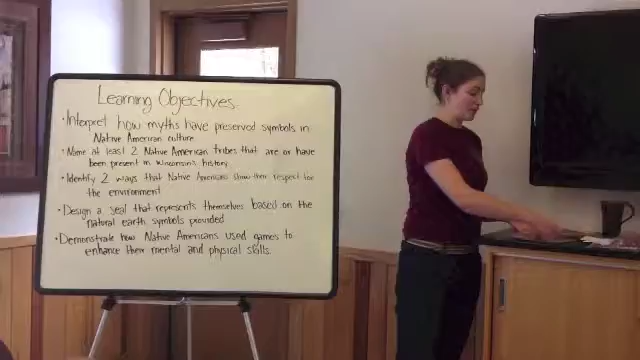 Learning Objectives
• Interpret how myths have preserved symbols in
Native American culture
• Name at least 2 Native American tribes that are or have
been present in Wisconsin's history
• Identify 2 ways that Native Americans show their respect for
the environment
• Design a seal that represents themselves based on the
natural earth symbols provided
• Demonstrate how Native Americans used games to
enhance their mental and physical skills.